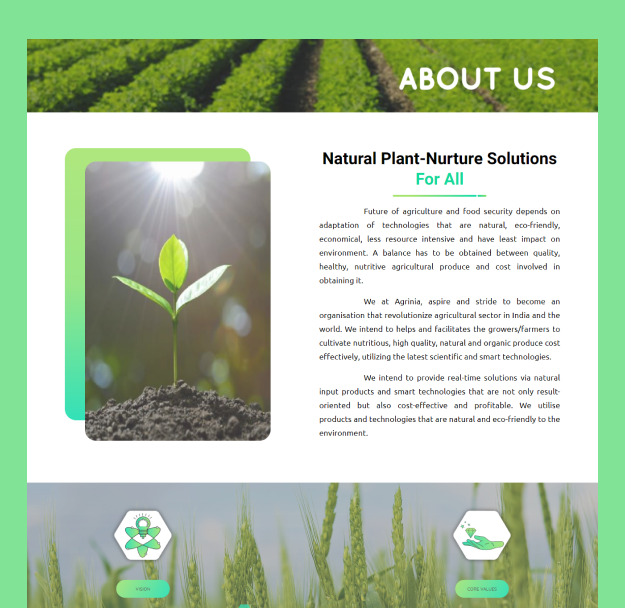 ABOUT US
Natural Plant-Nurture Solutions
For All
Future of agriculture and food security depends on
adaptation of technologies that are natural, eco-friendly,
economical, less resource intensive and have least impact on
environment. A balance has to be obtained between quality,
healthy, nutritive agricultural produce and cost involved in
obtaining it.
We at Agrinia, aspire and stride to become an
organisation that revolutionize agricultural sector in India and the
world. We intend to helps and facilitates the growers/farmers to
cultivate nutritious, high quality, natural and organic produce cost
effectively, utilizing the latest scientific and smart technologies.
We intend to provide real-time solutions via natural
input products and smart technologies that are not only result-
oriented but also cost-effective and profitable. We utilise
products and technologies that are natural and eco-friendly to the
environment.
VISION
CORE VALUES